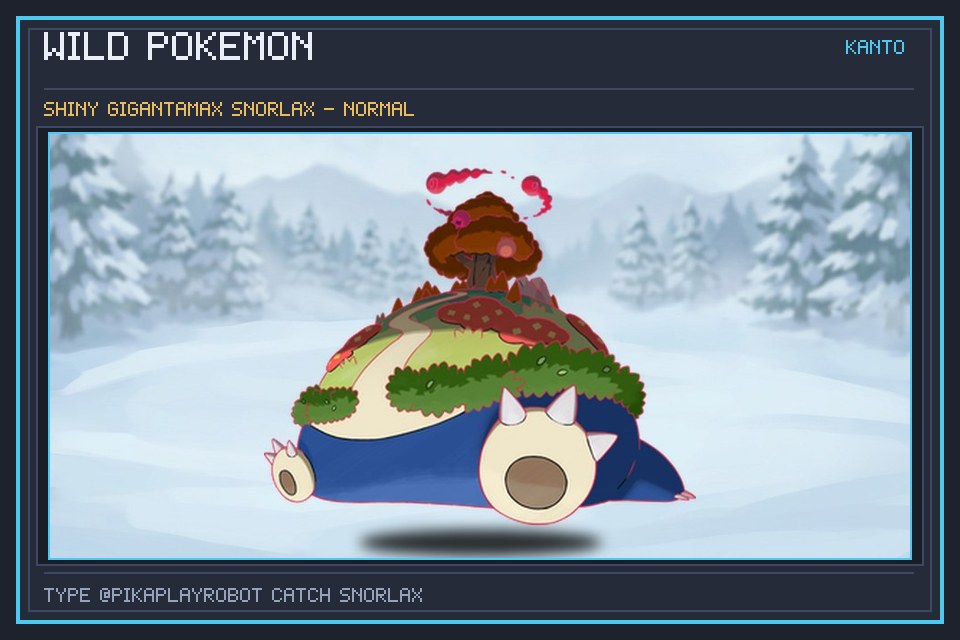 WILD POKEMON
KANTO
SHINY GIGANTAMAX SNORLAX - NORMAL
TYPE @PIKAPLAYROBOT CATCH SNORLAX